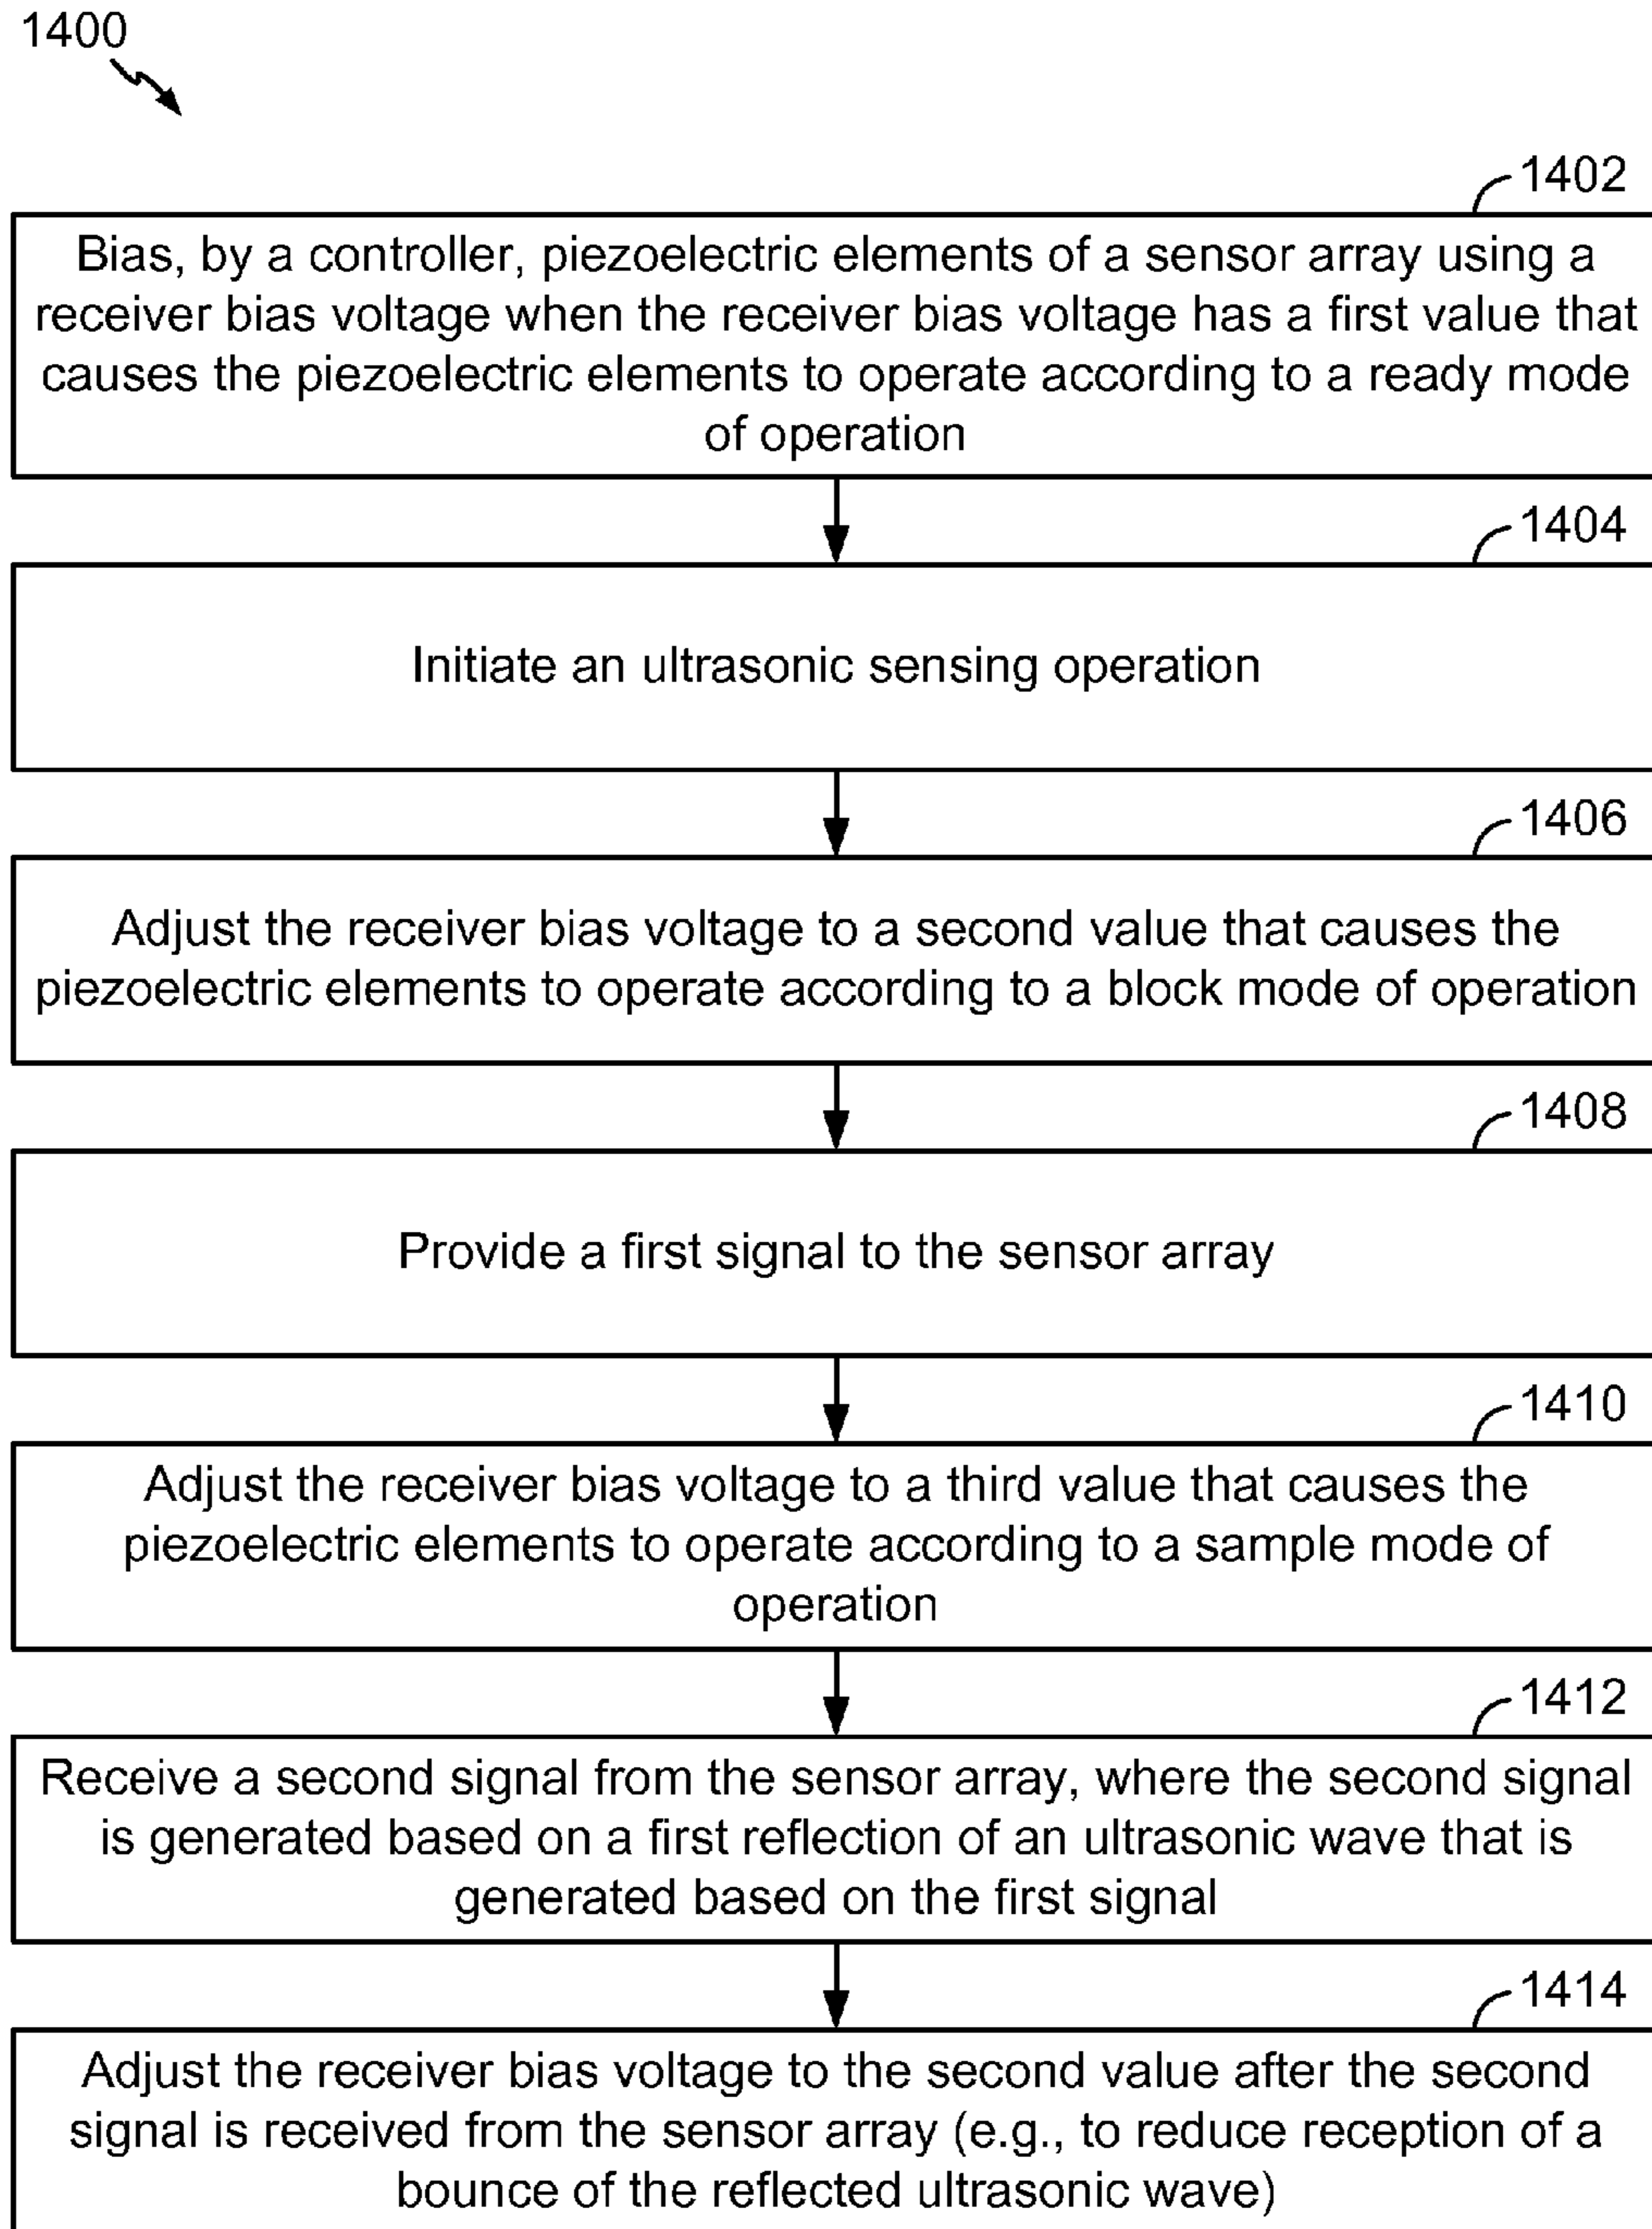 1400
1402
Bias, by a controller, piezoelectric elements of a sensor array using a
receiver bias voltage when the receiver bias voltage has a first value that
causes the piezoelectric elements to operate according to a ready mode
of operation
1404
Initiate an ultrasonic sensing operation
1406
Adjust the receiver bias voltage to a second value that causes the
piezoelectric elements to operate according to a block mode of operation
1408
Provide a first signal to the sensor array
1410
Adjust the receiver bias voltage to a third value that causes the
piezoelectric elements to operate according to a sample mode of
operation
1412
Receive a second signal from the sensor array, where the second signal
is generated based on a first reflection of an ultrasonic wave that is
generated based on the first signal
1414
Adjust the receiver bias voltage to the second value after the second
signal is received from the sensor array (e.g., to reduce reception of a
bounce of the reflected ultrasonic wave)